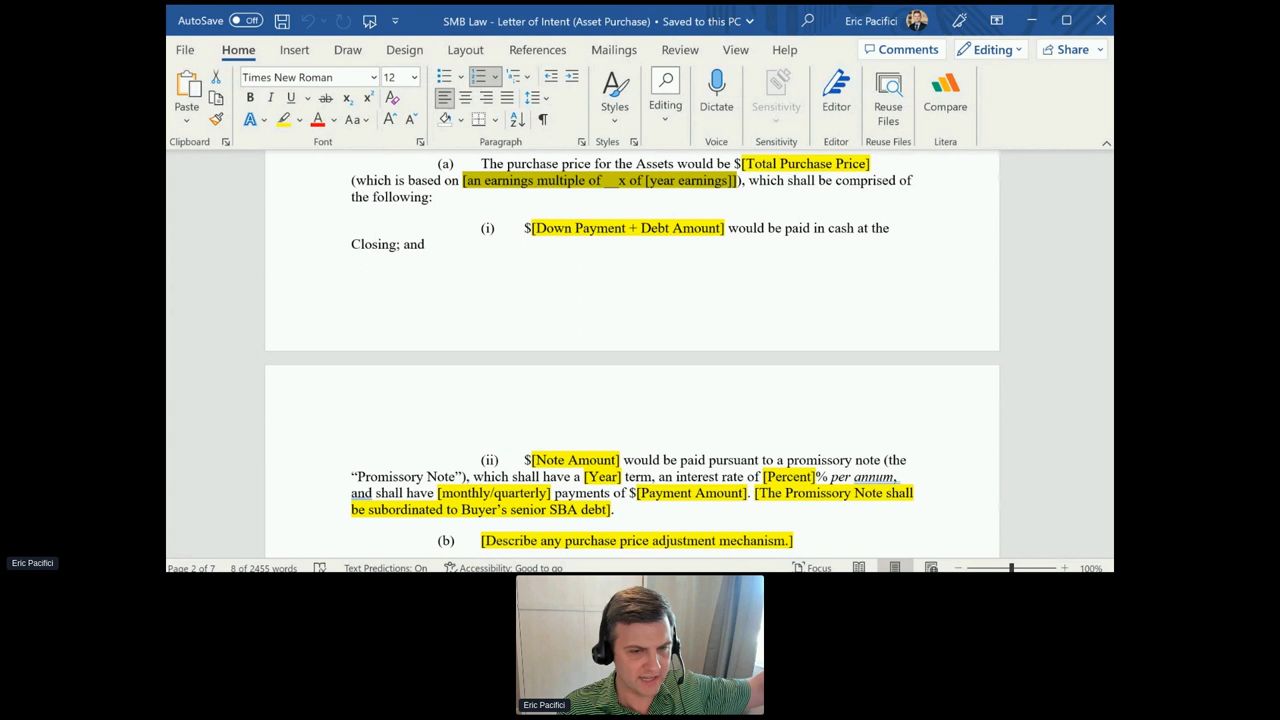 AutoSave Off SMB Law - Letter of Intent (Asset Purchase) • Saved to this PC Eric Pacifici
File Home Insert Draw Design Layout References Mailings Review View Help Comments Editing Share
Times New Roman 12
Paste Styles Editing Dictate Sensitivity Editor Reuse Files Compare
Clipboard Font Paragraph Styles Voice Sensitivity Editor Reuse Files Litera
(a) The purchase price for the Assets would be $[Total Purchase Price]
(which is based on [an earnings multiple of __x of [year earnings]]), which shall be comprised of
the following:
(i) $[Down Payment + Debt Amount] would be paid in cash at the
Closing; and
(ii) $[Note Amount] would be paid pursuant to a promissory note (the
“Promissory Note”), which shall have a [Year] term, an interest rate of [Percent]% per annum,
and shall have [monthly/quarterly] payments of $[Payment Amount]. [The Promissory Note shall
be subordinated to Buyer’s senior SBA debt].
(b) [Describe any purchase price adjustment mechanism.]
Eric Pacifici
Page 2 of 7 8 of 2455 words Text Predictions: On Accessibility: Good to go Focus 100%
Eric Pacifici